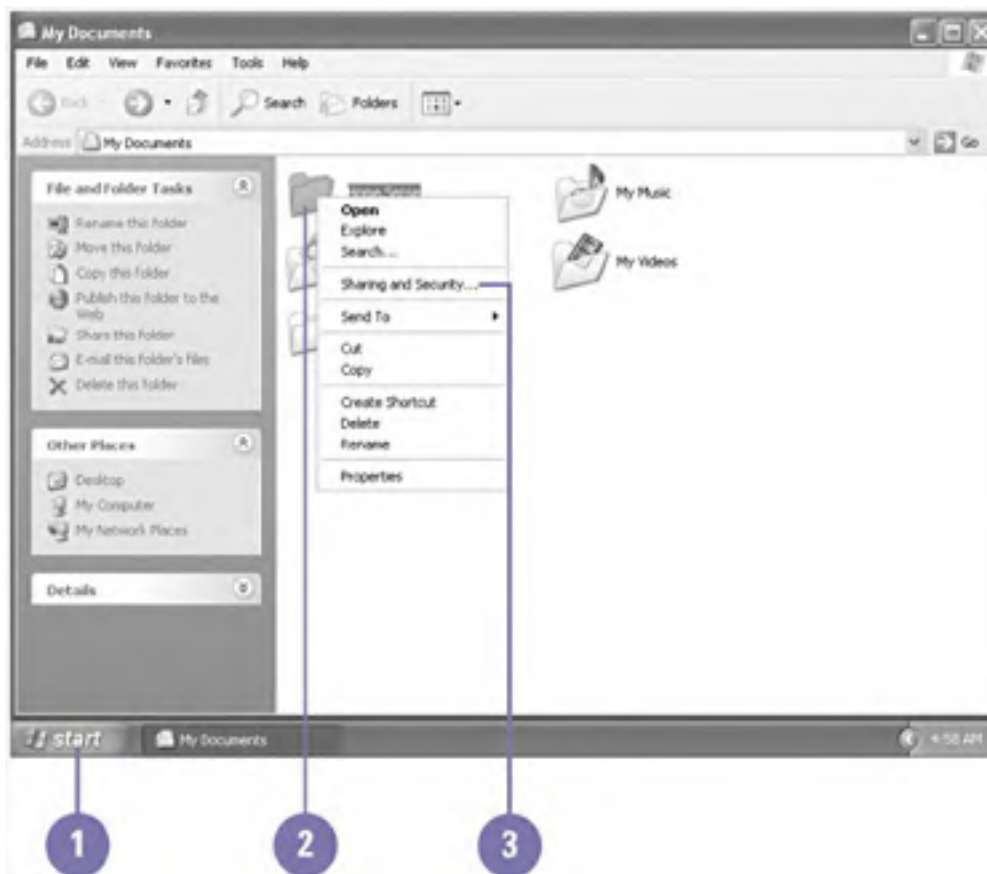 My Documents
File Edit View Favorites Tools Help
Back Search Folders
Address My Documents Go
File and Folder Tasks
Rename this folder
Move this folder
Copy this folder
Publish this folder to the
Web
Share this folder
E-mail this folder's files
Delete this folder
Other Places
Desktop
My Computer
My Network Places
Details
Open
Explore
Search...
Sharing and Security...
Send To
Cut
Copy
Create Shortcut
Delete
Rename
Properties
My Music
My Videos
start My Documents 4:58 AM
1 2 3